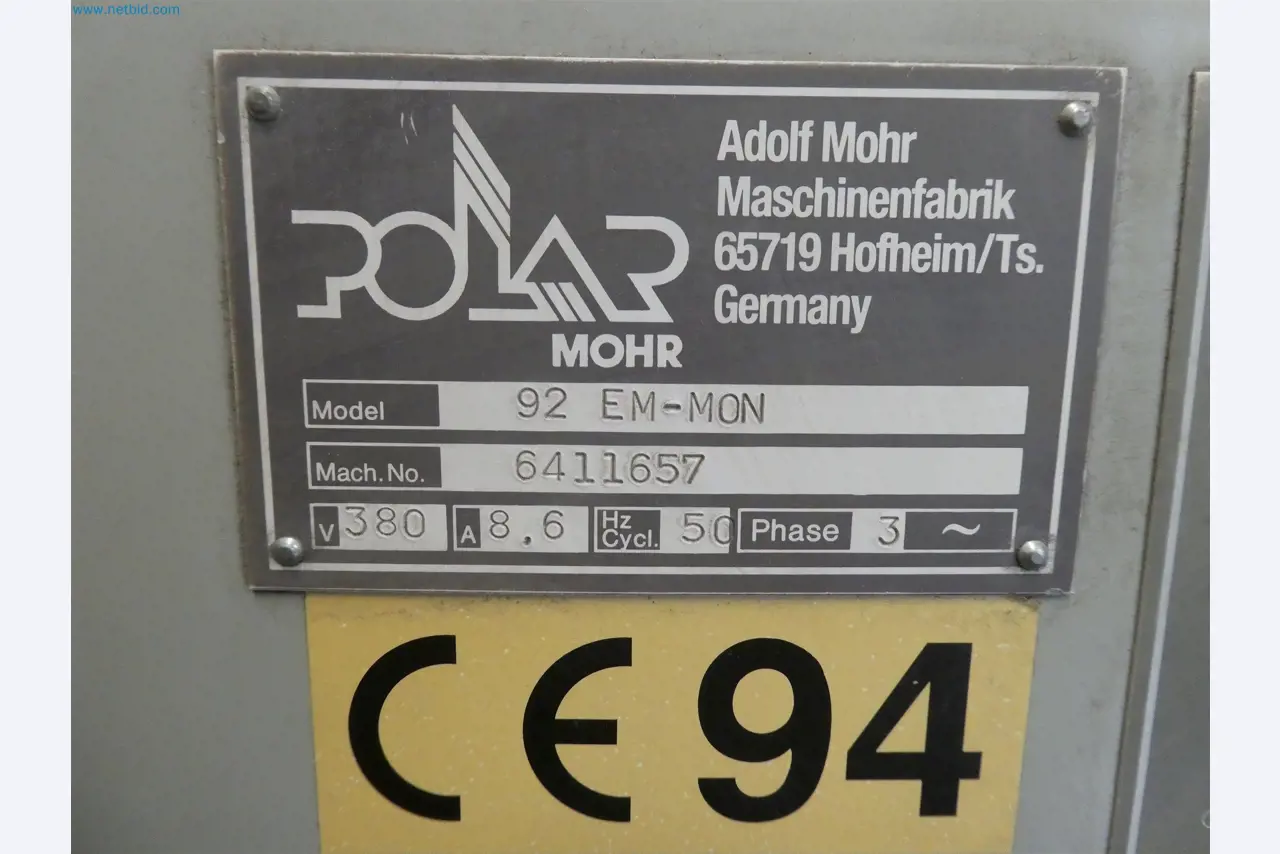 www.netbid.com
POLAR
MOHR
Adolf Mohr
Maschinenfabrik
65719 Hofheim/Ts.
Germany
Model 92 EM-MON
Mach.No. 6411657
V 380 A 8,6 Hz Cycl. 50 Phase 3 ~
CE 94